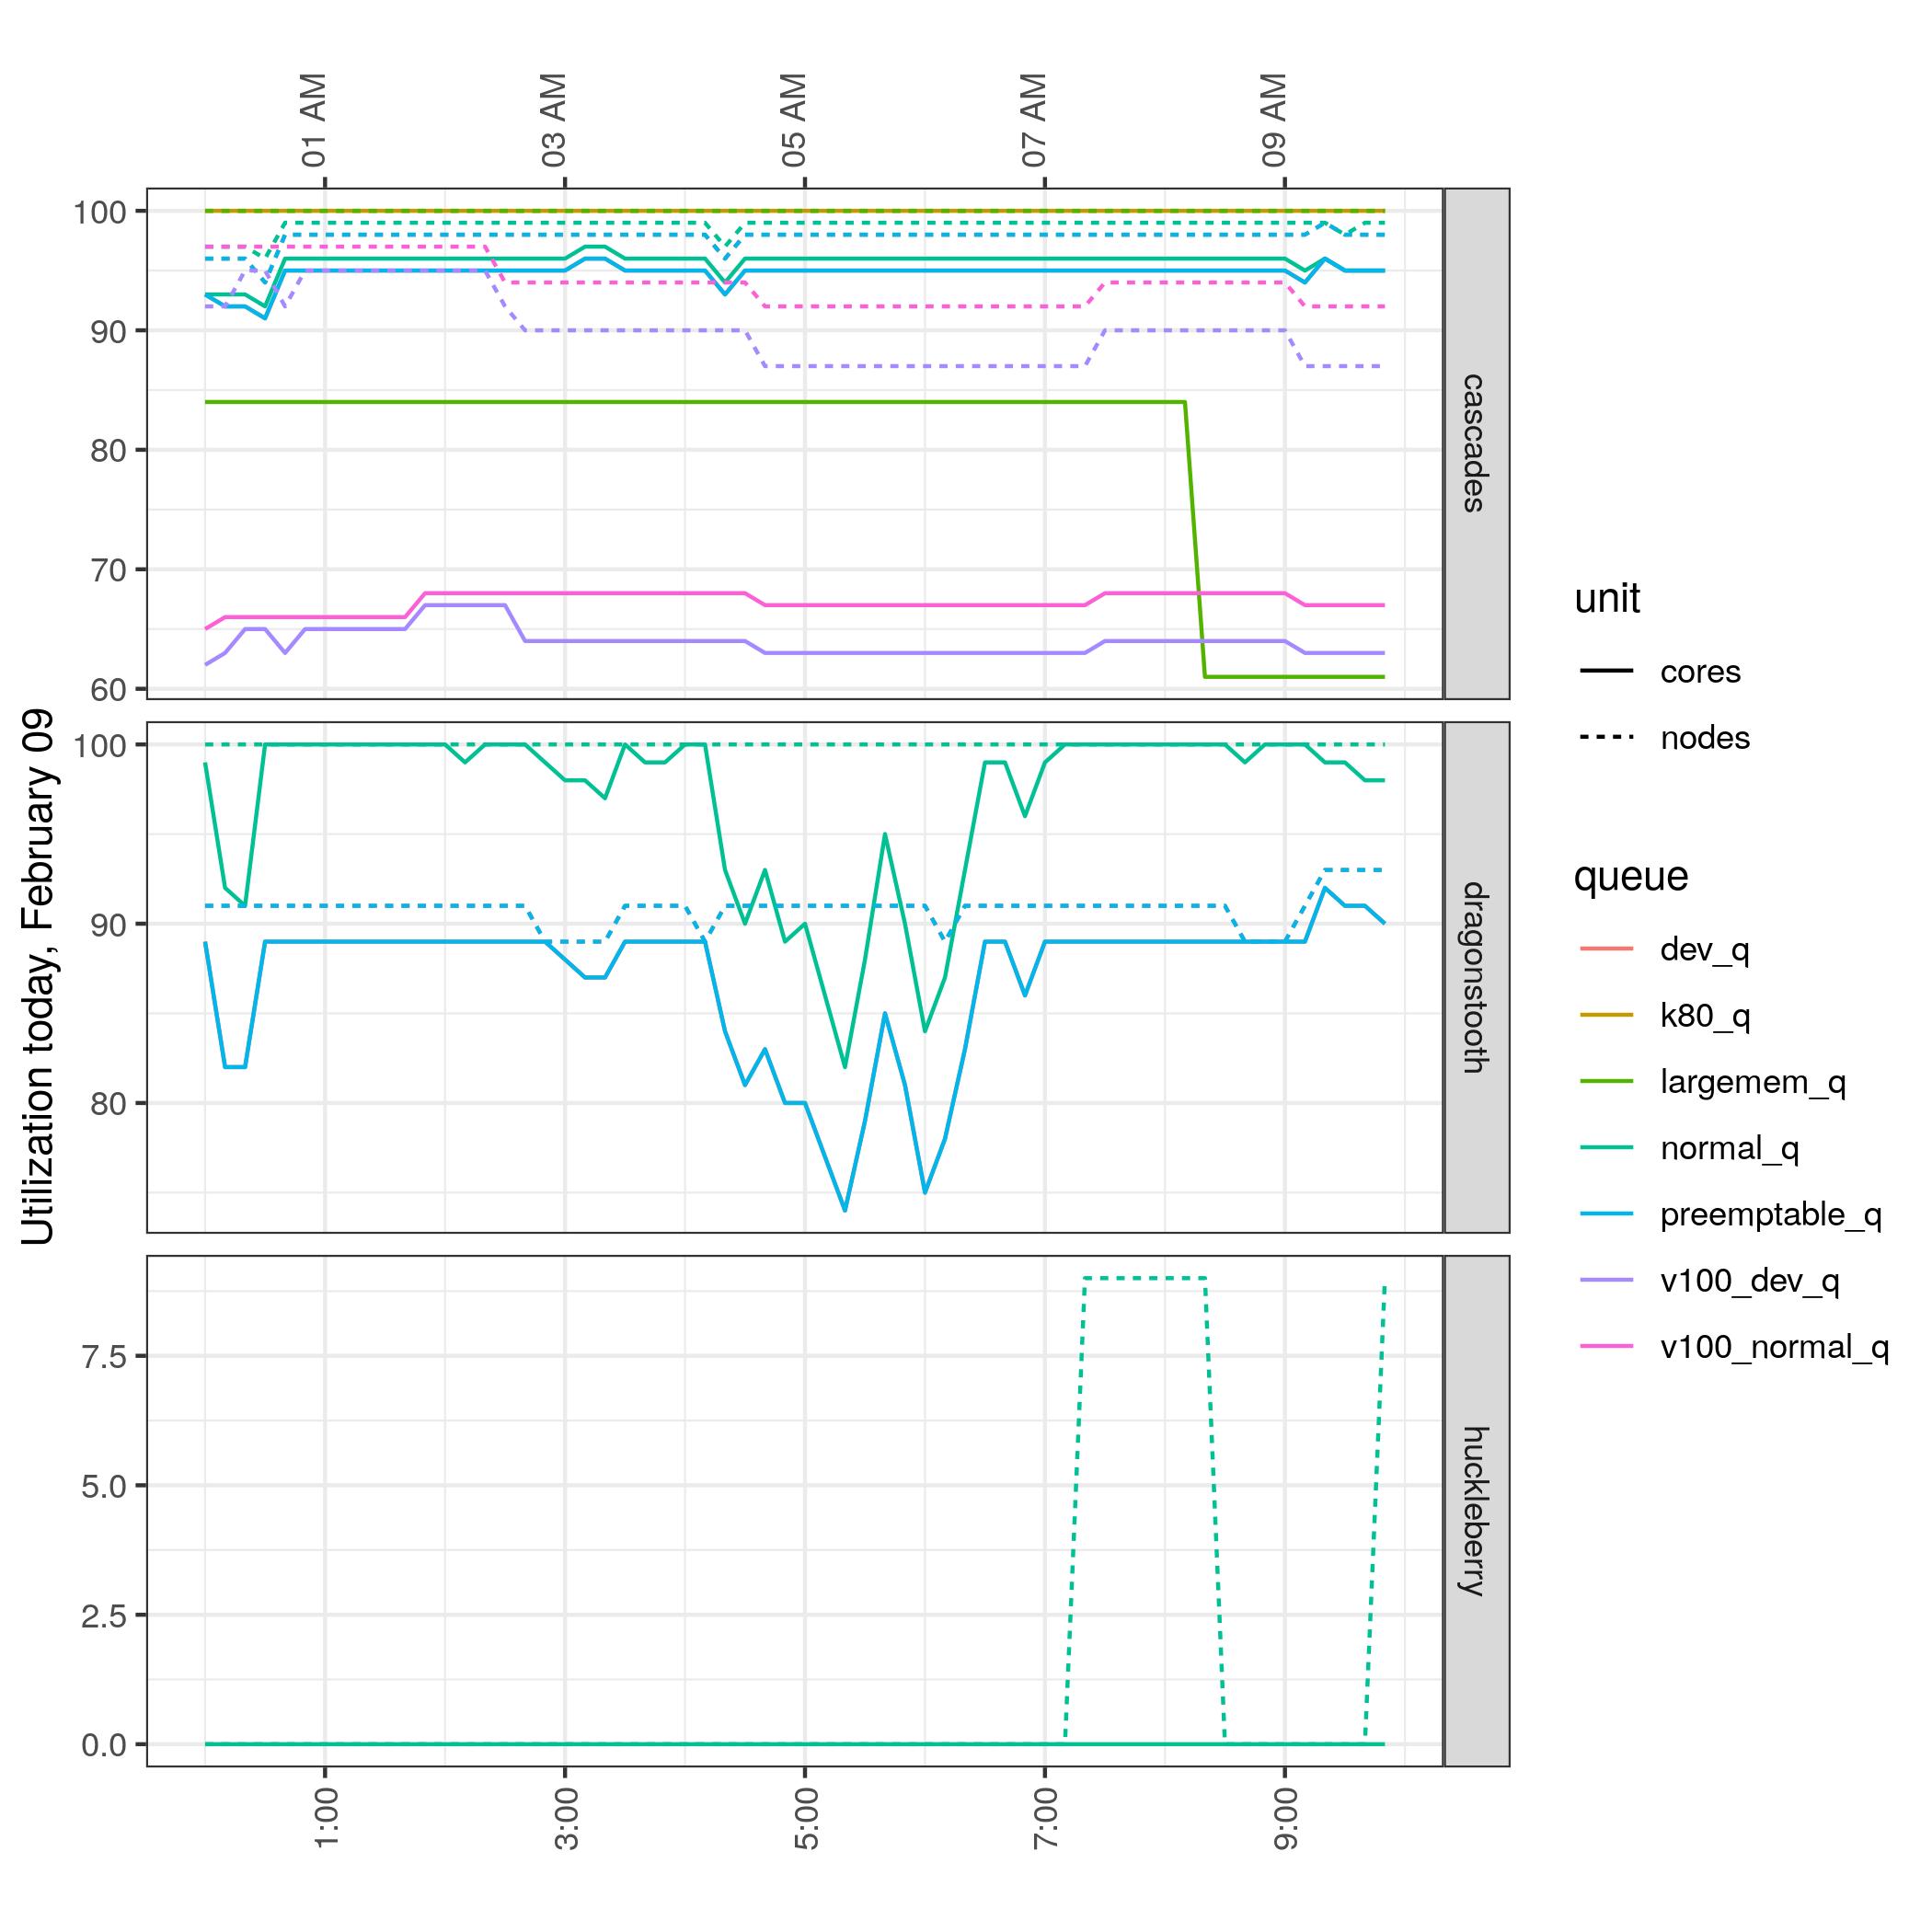 01 AM
03 AM
05 AM
07 AM
09 AM
Utilization today, February 09
100
90
80
70
60
cascades
100
90
80
dragonstooth
7.5
5.0
2.5
0.0
huckleberry
1:00
3:00
5:00
7:00
9:00
unit
cores
nodes
queue
dev_q
k80_q
largemem_q
normal_q
preemptable_q
v100_dev_q
v100_normal_q